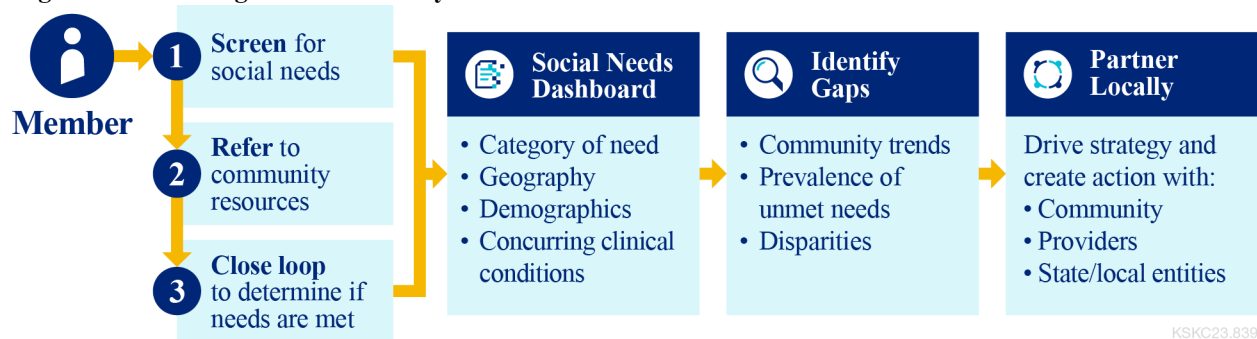 Member
1
Screen for
social needs
2
Refer to
community
resources
3
Close loop
to determine if
needs are met
Social Needs
Dashboard
• Category of need
• Geography
• Demographics
• Concurring clinical
conditions
Identify
Gaps
• Community trends
• Prevalence of
unmet needs
• Disparities
Partner
Locally
Drive strategy and
create action with:
• Community
• Providers
• State/local entities
KSKC23.839